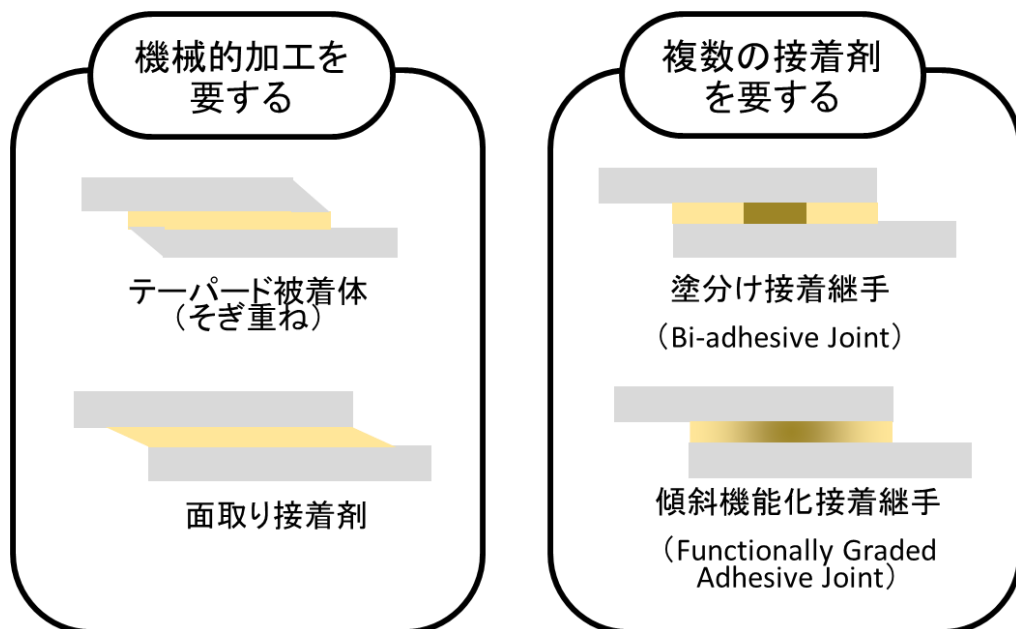 機械的加工を
要する
テーパード被着体
（そぎ重ね）
面取り接着剤
複数の接着剤
を要する
塗分け接着継手
（Bi-adhesive Joint）
傾斜機能化接着継手
（Functionally Graded
Adhesive Joint）